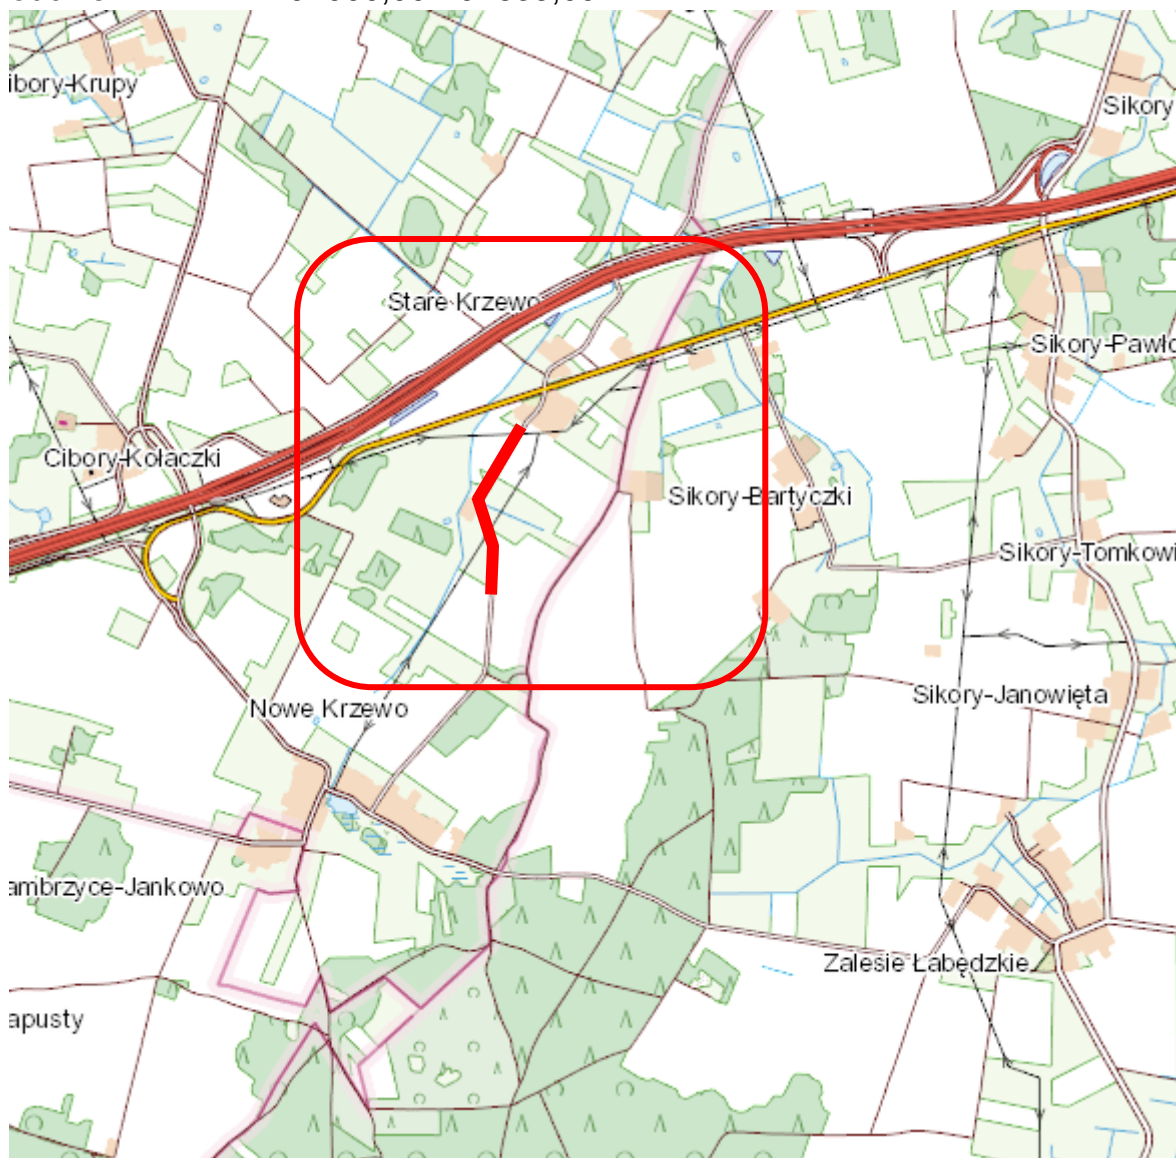 ibory-Krupy
Sikory
Stare Krzewo
Sikory-Pawło
Cibory-Kołaczki
Sikory-Bartyczki
Sikory-Tomkowi
Sikory-Janowięta
Nowe Krzewo
ambrzyce-Jankowo
Zalesie Łabędzkie
apusty